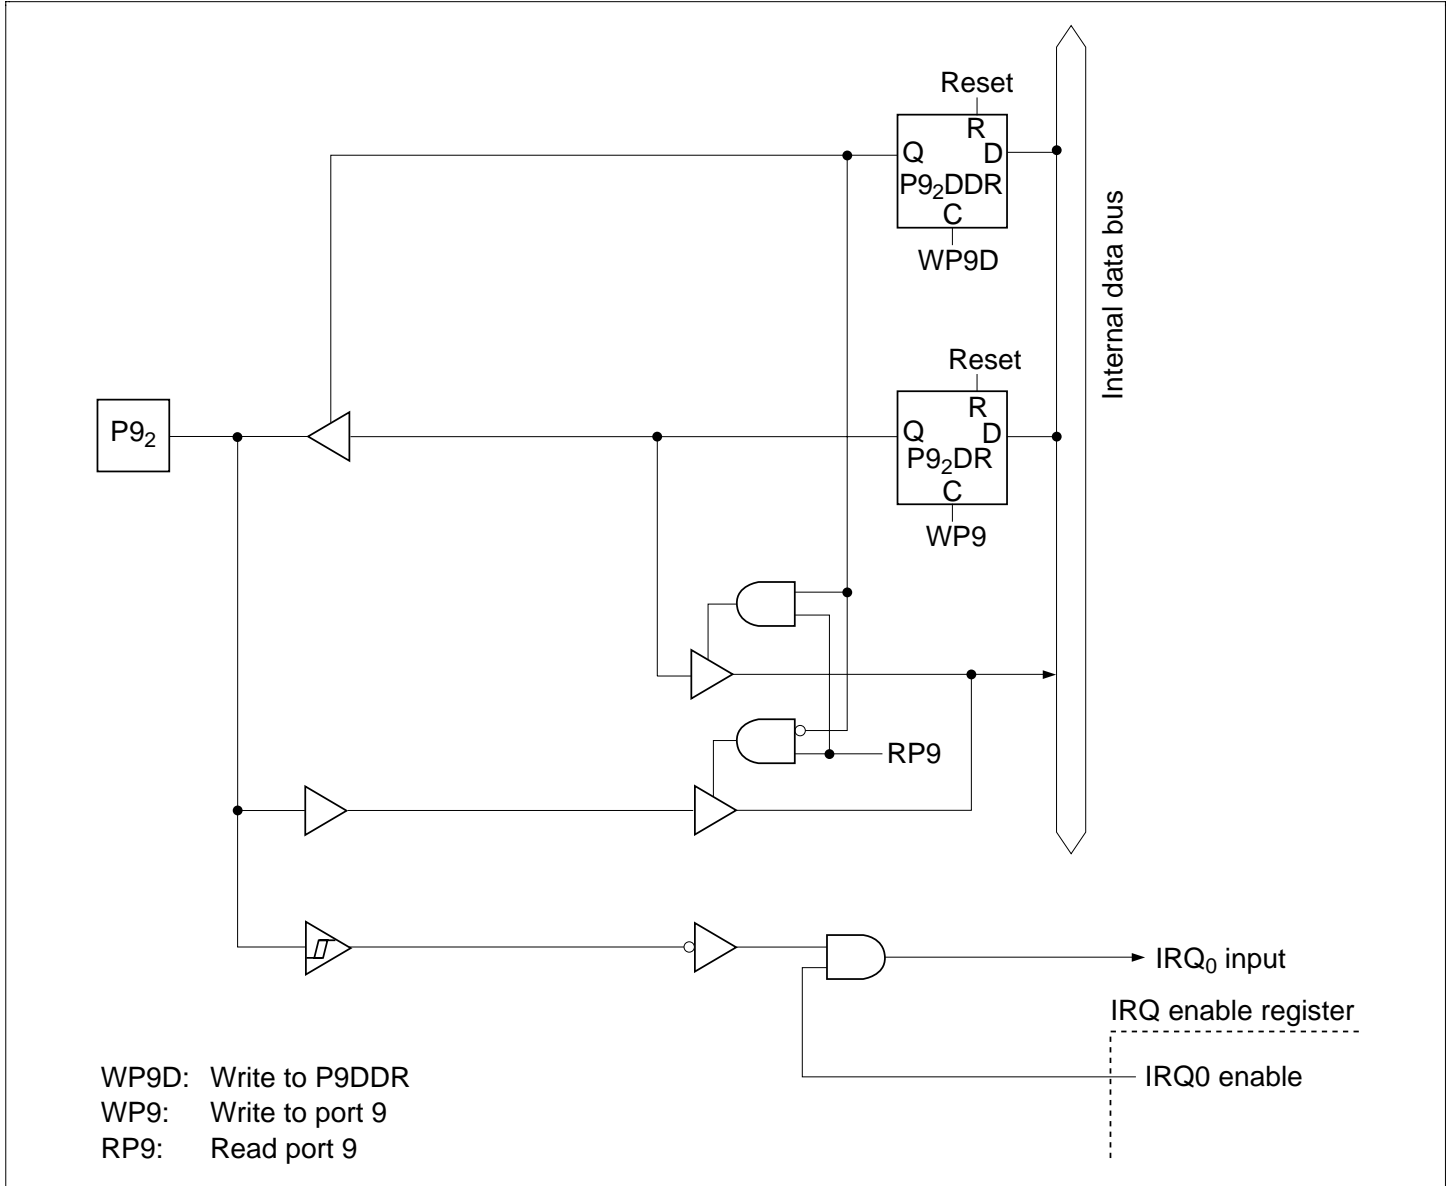 Reset
R
Q D
P9₂DDR
C
WP9D
Internal data bus
Reset
R
P9₂
Q D
P9₂DR
C
WP9
RP9
IRQ₀ input
IRQ enable register
IRQ0 enable
WP9D: Write to P9DDR
WP9: Write to port 9
RP9: Read port 9